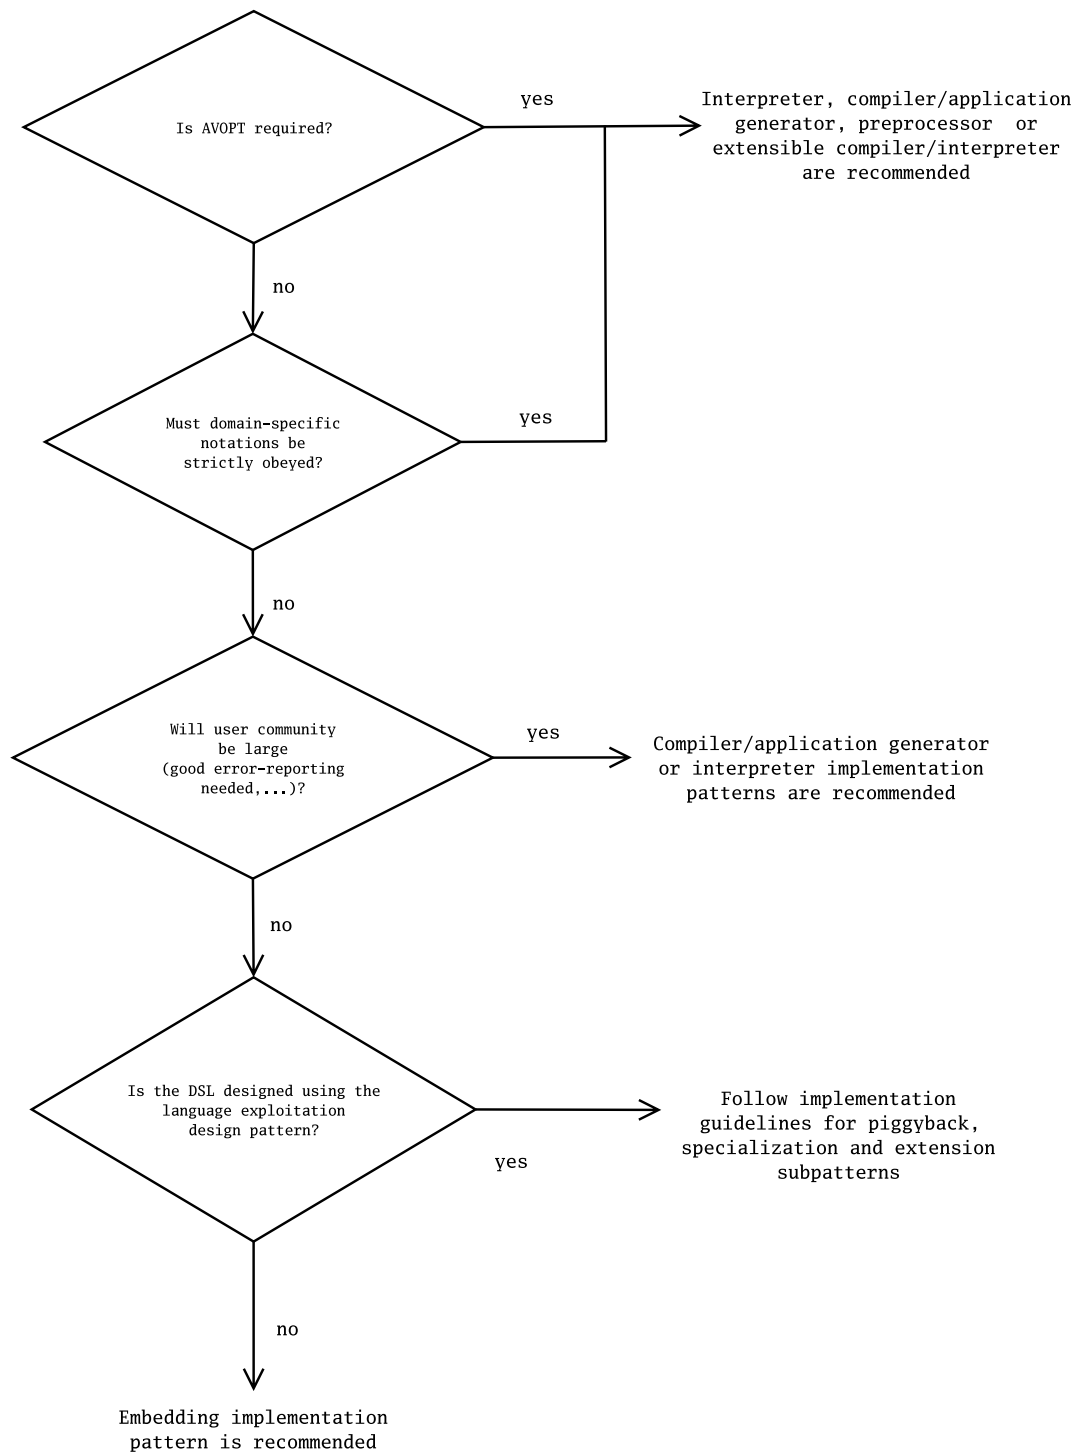 Is AVOPT required?
yes
Interpreter, compiler/application
generator, preprocessor or
extensible compiler/interpreter
are recommended
no
Must domain-specific
notations be
strictly obeyed?
yes
no
Will user community
be large
(good error-reporting
needed,...)?
yes
Compiler/application generator
or interpreter implementation
patterns are recommended
no
Is the DSL designed using the
language exploitation
design pattern?
yes
Follow implementation
guidelines for piggyback,
specialization and extension
subpatterns
no
Embedding implementation
pattern is recommended